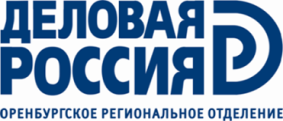 ДЕЛОВАЯ
РОССИЯ
ОРЕНБУРГСКОЕ РЕГИОНАЛЬНОЕ ОТДЕЛЕНИЕ